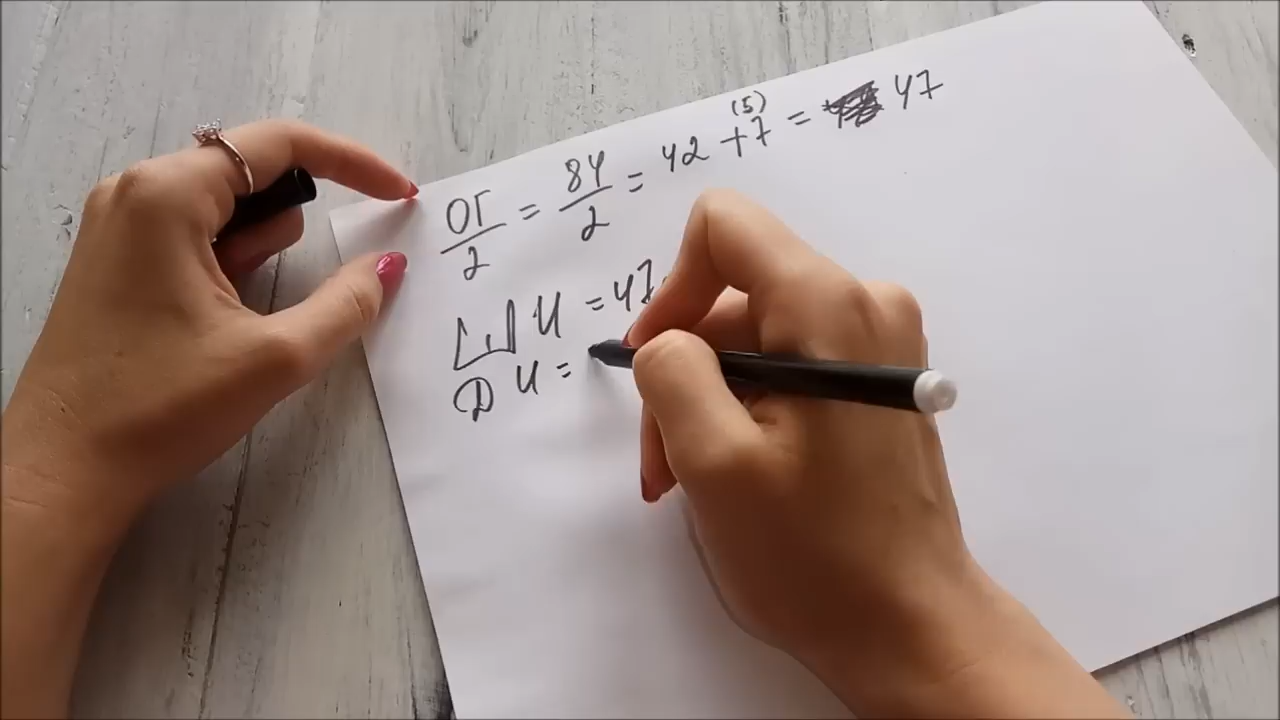 ОГ/2 = 84/2 = 42 + 7 (5) = 47
Ш И = 47
Д И =